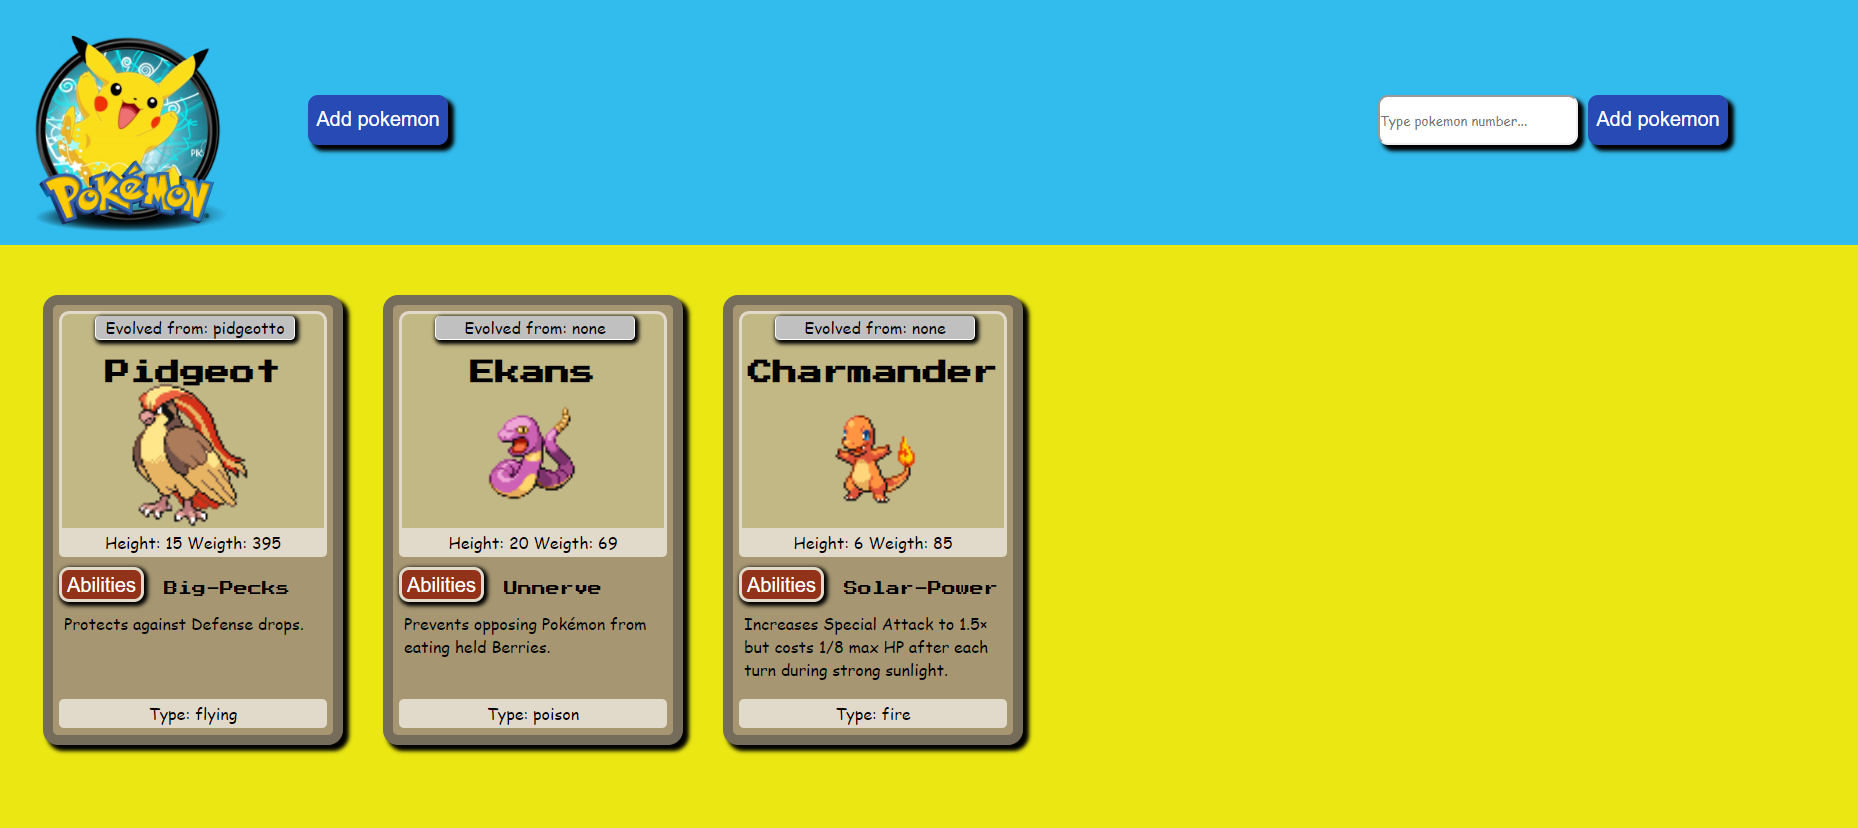 Pokémon
Add pokemon
Type pokemon number...
Add pokemon
Evolved from: pidgeotto
Pidgeot
Height: 15 Weigth: 395
Abilities
Big-Pecks
Protects against Defense drops.
Type: flying
Evolved from: none
Ekans
Height: 20 Weigth: 69
Abilities
Unnerve
Prevents opposing Pokémon from
eating held Berries.
Type: poison
Evolved from: none
Charmander
Height: 6 Weigth: 85
Abilities
Solar-Power
Increases Special Attack to 1.5×
but costs 1/8 max HP after each
turn during strong sunlight.
Type: fire